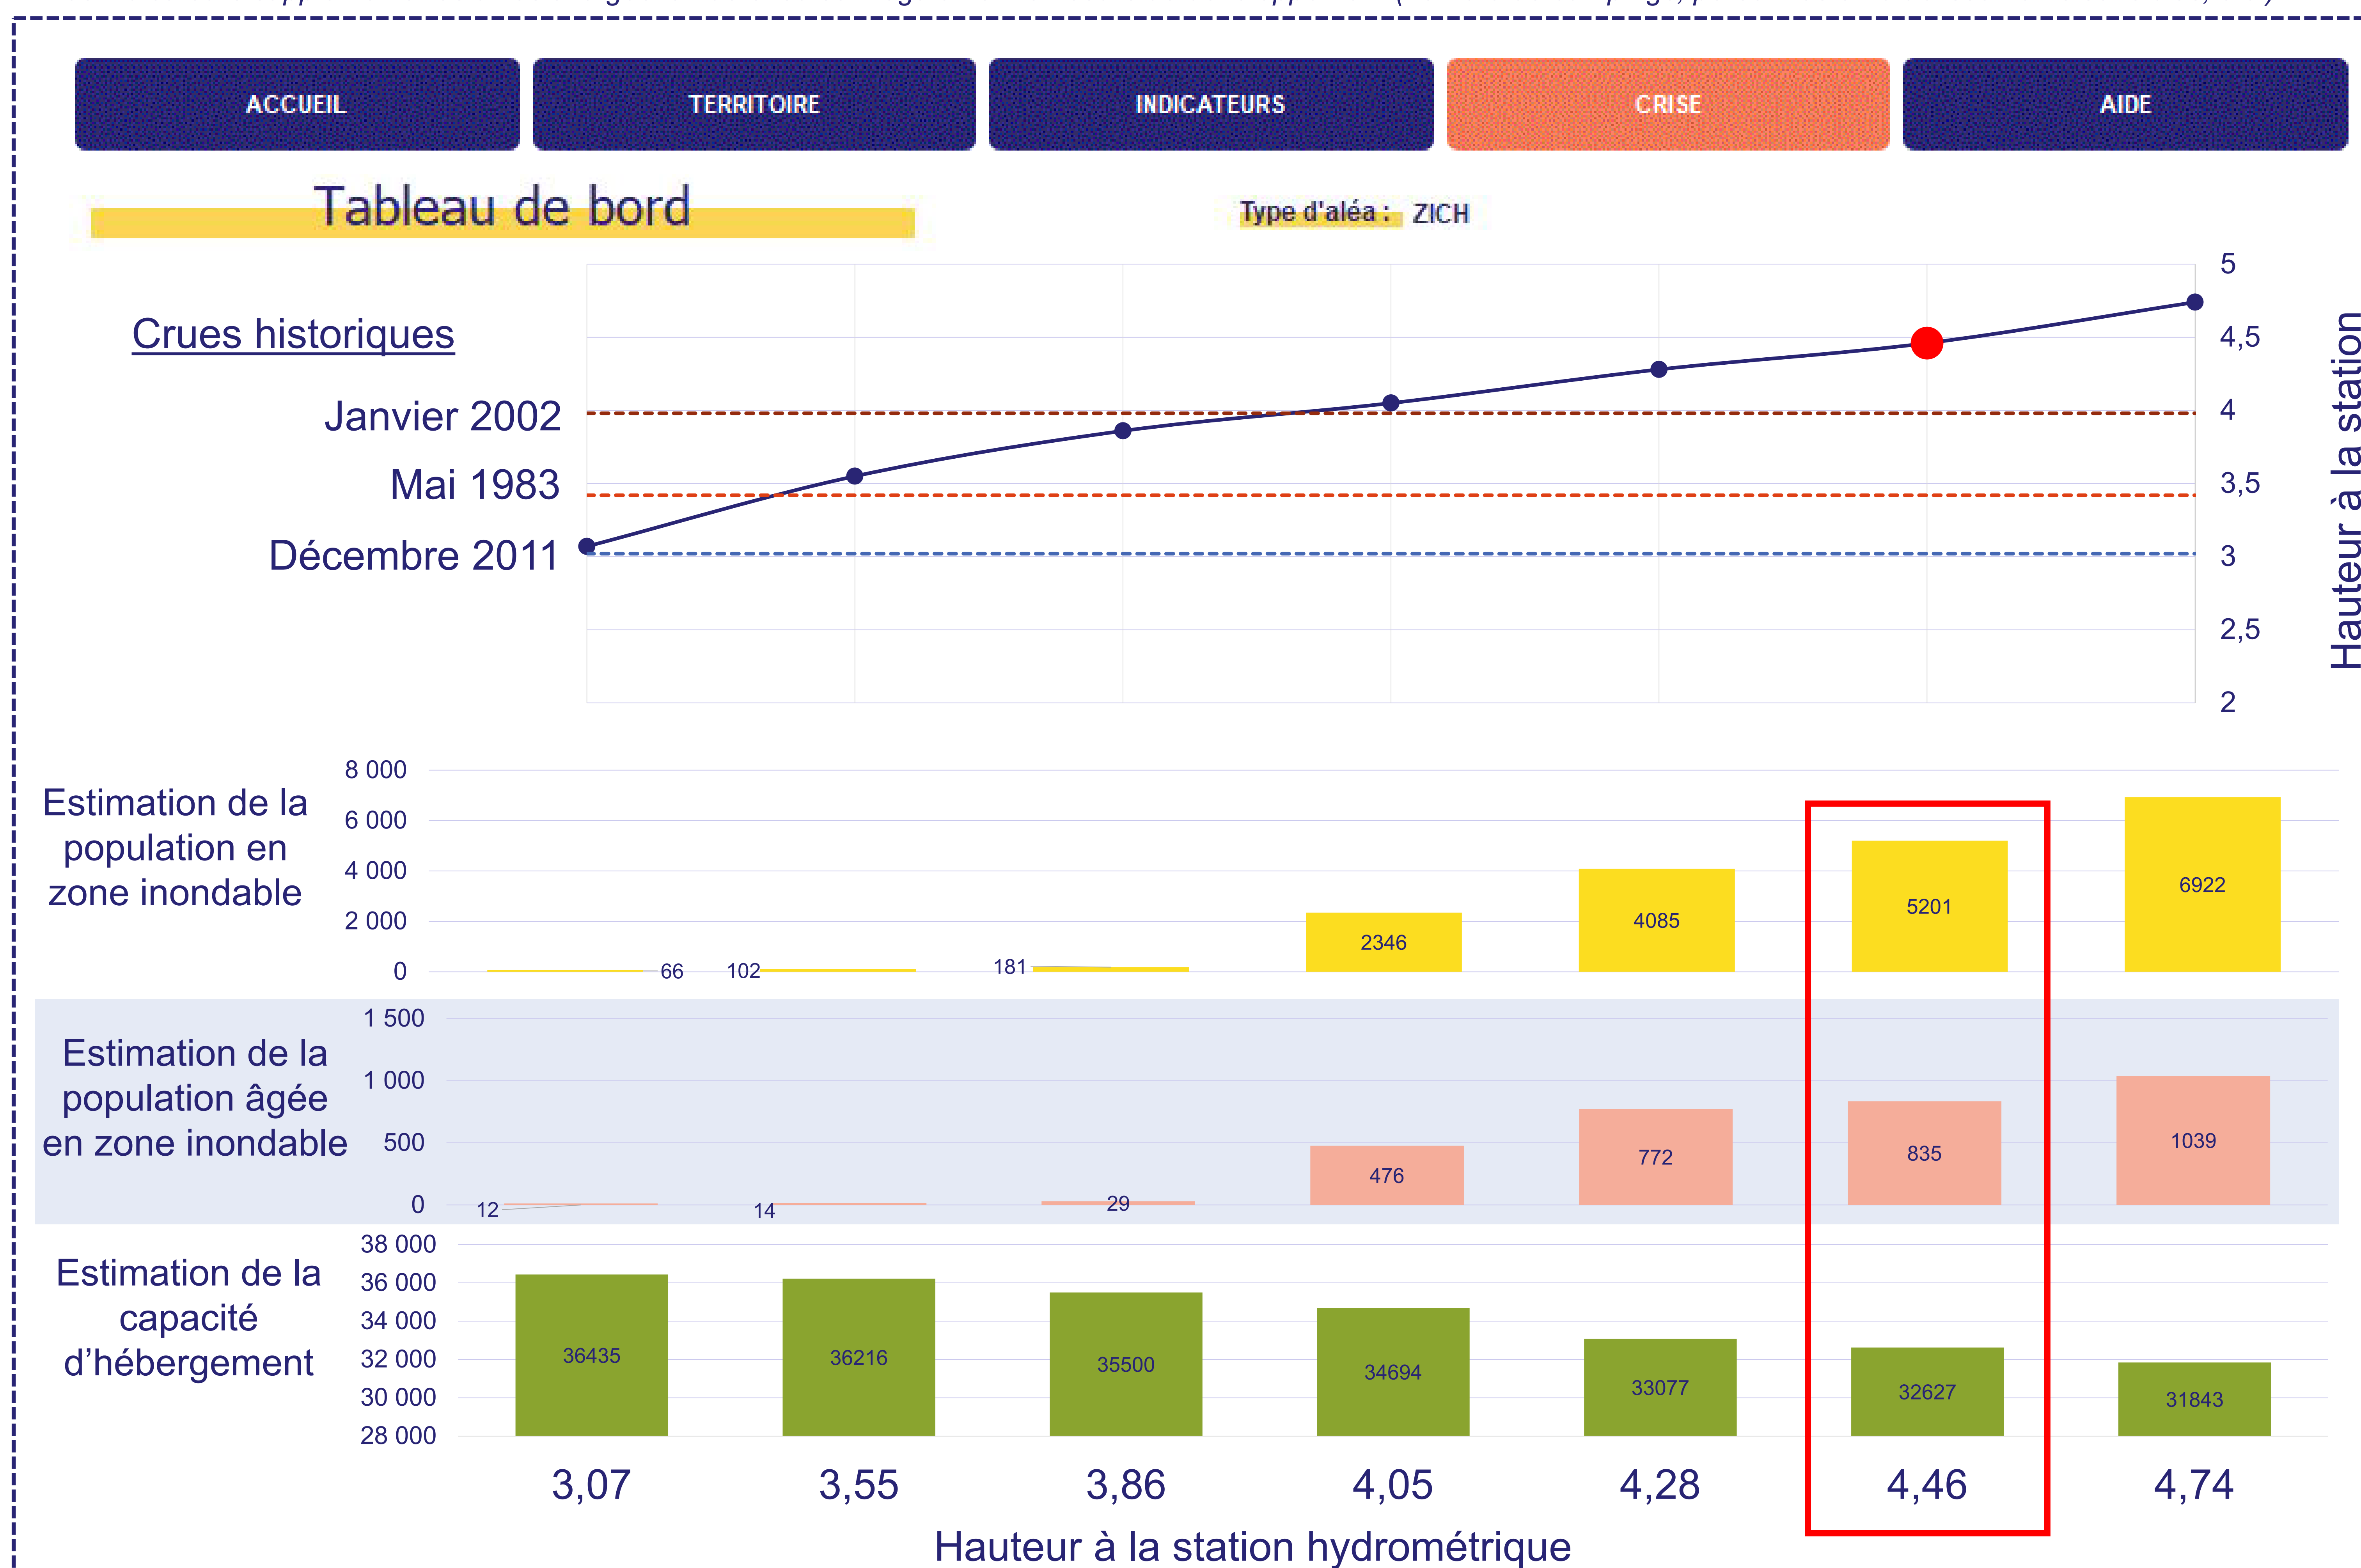 ACCUEIL
TERRITOIRE
INDICATEURS
CRISE
AIDE
Tableau de bord
Type d'aléa : ZICH
Crues historiques
Janvier 2002
Mai 1983
Décembre 2011
5
4,5
4
3,5
3
2,5
2
Hauteur à la station
Estimation de la
population en
zone inondable
8 000
6 000
4 000
2 000
0
66
102
181
2346
4085
5201
6922
Estimation de la
population âgée
en zone inondable
1 500
1 000
500
0
12
14
29
476
772
835
1039
Estimation de la
capacité
d’hébergement
38 000
36 000
34 000
32 000
30 000
28 000
36435
36216
35500
34694
33077
32627
31843
3,07
3,55
3,86
4,05
4,28
4,46
4,74
Hauteur à la station hydrométrique